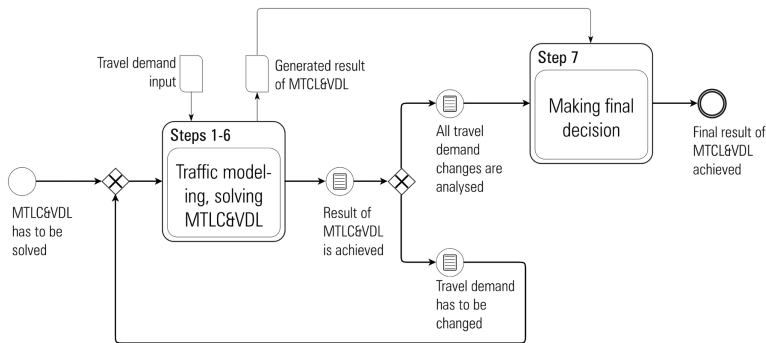 Travel demand
input
Generated result
of MTCL&VDL
Step 7
Making final
decision
Steps 1-6
Traffic model-
ing, solving
MTLC&VDL
MTLC&VDL
has to be
solved
Result of
MTLC&VDL
is achieved
All travel
demand
changes are
analysed
Final result of
MTCL&VDL
achieved
Travel demand
has to be
changed